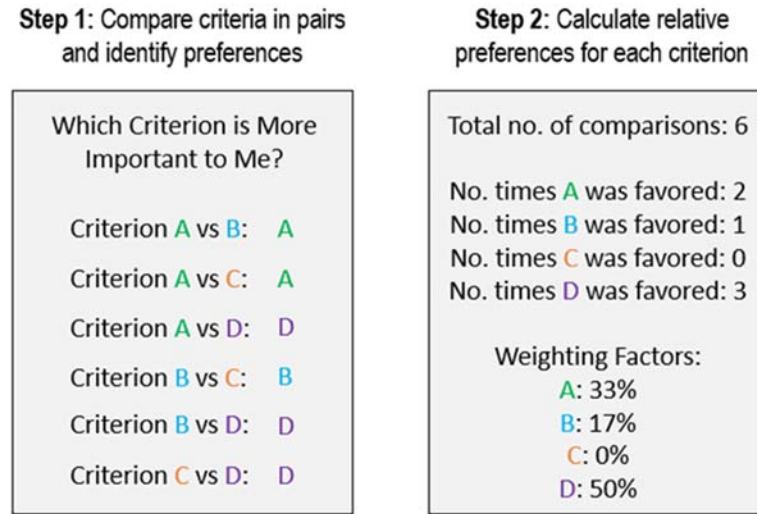 Step 1: Compare criteria in pairs
and identify preferences
Which Criterion is More
Important to Me?
Criterion A vs B: A
Criterion A vs C: A
Criterion A vs D: D
Criterion B vs C: B
Criterion B vs D: D
Criterion C vs D: D
Step 2: Calculate relative
preferences for each criterion
Total no. of comparisons: 6
No. times A was favored: 2
No. times B was favored: 1
No. times C was favored: 0
No. times D was favored: 3
Weighting Factors:
A: 33%
B: 17%
C: 0%
D: 50%